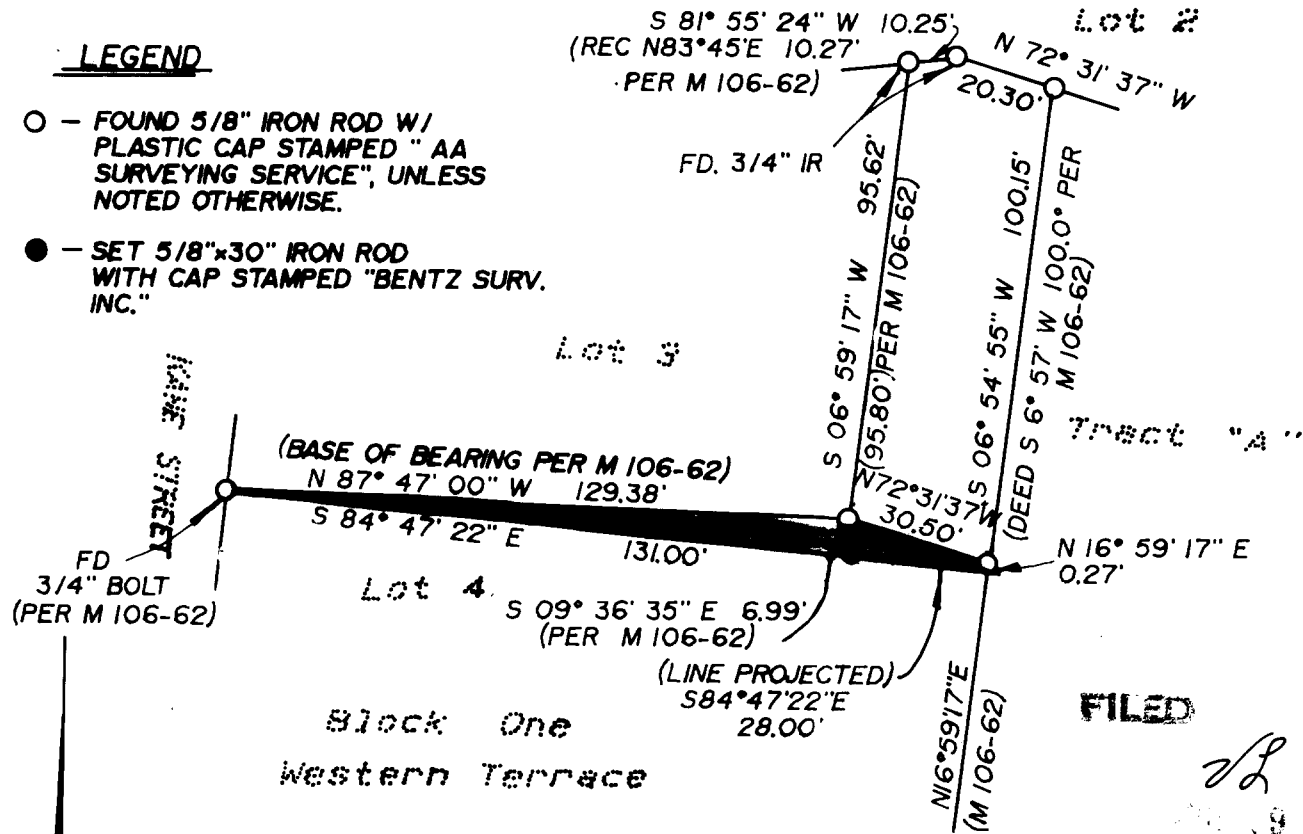 LEGEND
○ – FOUND 5/8" IRON ROD W/
PLASTIC CAP STAMPED " AA
SURVEYING SERVICE", UNLESS
NOTED OTHERWISE.
● – SET 5/8"x30" IRON ROD
WITH CAP STAMPED "BENTZ SURV.
INC."
S 81° 55' 24" W 10.25'
(REC N83°45'E 10.27'
PER M 106-62)
Lot 2
N 72° 31' 37" W
20.30'
FD. 3/4" IR
95.62'
S 06° 59' 17" W
(95.80')PER M 106-62)
100.15'
S 06° 54' 55" W
(DEED S 6° 57' W 100.0° PER
M 106-62)
Tract "A"
Lot 3
STREET
(BASE OF BEARING PER M 106-62)
N 87° 47' 00" W 129.38'
S 84° 47' 22" E
131.00'
N72°31'37"W
30.50'
N 16° 59' 17" E
0.27'
FD
3/4" BOLT
(PER M 106-62)
Lot 4
S 09° 36' 35" E 6.99'
(PER M 106-62)
(LINE PROJECTED)
S84°47'22"E
28.00'
N16°59'17"E
(M 106-62)
Block One
Western Terrace
FILED